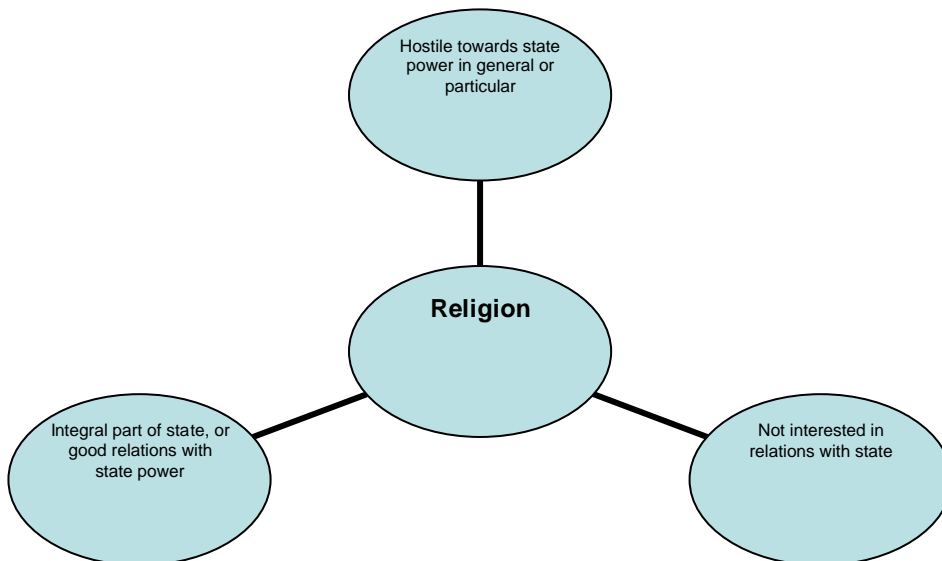 Hostile towards state
power in general or
particular
Religion
Integral part of state, or
good relations with
state power
Not interested in
relations with state